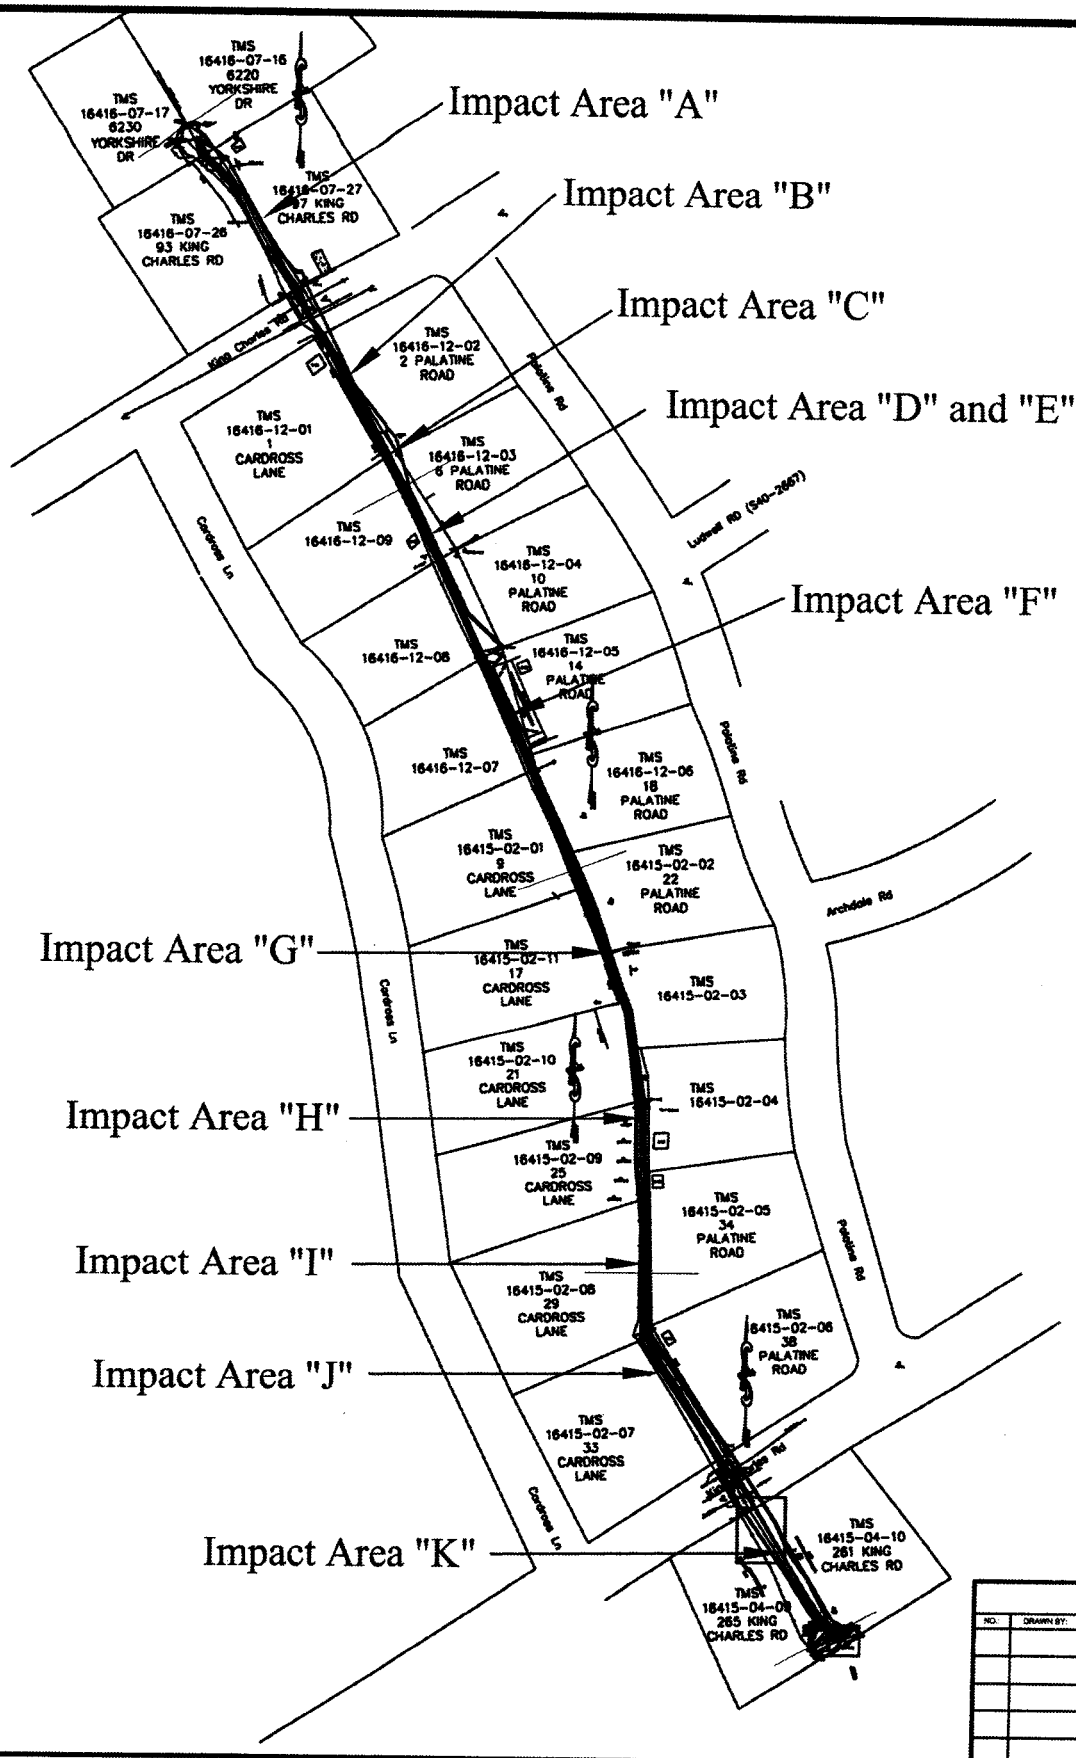 TMS
16416-07-16
6220
YORKSHIRE
DR
TMS
16416-07-17
6230
YORKSHIRE
DR
Impact Area "A"
TMS
16416-07-27
97 KING
CHARLES RD
Impact Area "B"
TMS
16416-07-26
93 KING
CHARLES RD
Impact Area "C"
King Charles Rd
TMS
16416-12-02
2 PALATINE
ROAD
Palatine Rd
Impact Area "D" and "E"
TMS
16416-12-01
1
CARDROSS
LANE
TMS
16416-12-03
6 PALATINE
ROAD
Ludwell RD (S40-2667)
TMS
16416-12-09
Cardross Ln
TMS
16416-12-04
10
PALATINE
ROAD
Impact Area "F"
TMS
16416-12-08
TMS
16416-12-05
14
PALATINE
ROAD
Palatine Rd
TMS
16416-12-07
TMS
16416-12-06
18
PALATINE
ROAD
TMS
16415-02-01
9
CARDROSS
LANE
TMS
16415-02-02
22
PALATINE
ROAD
Archdale Rd
Impact Area "G"
TMS
16415-02-11
17
CARDROSS
LANE
TMS
16415-02-03
Cardross Ln
TMS
16415-02-10
21
CARDROSS
LANE
TMS
16415-02-04
Impact Area "H"
TMS
16415-02-09
25
CARDROSS
LANE
TMS
16415-02-05
34
PALATINE
ROAD
Palatine Rd
Impact Area "I"
TMS
16415-02-08
29
CARDROSS
LANE
TMS
6415-02-06
38
PALATINE
ROAD
Impact Area "J"
TMS
16415-02-07
33
CARDROSS
LANE
King Charles Rd
Cardross Ln
Impact Area "K"
TMS
16415-04-10
261 KING
CHARLES RD
TMS
16415-04-09
265 KING
CHARLES RD
NO. DRAWN BY: